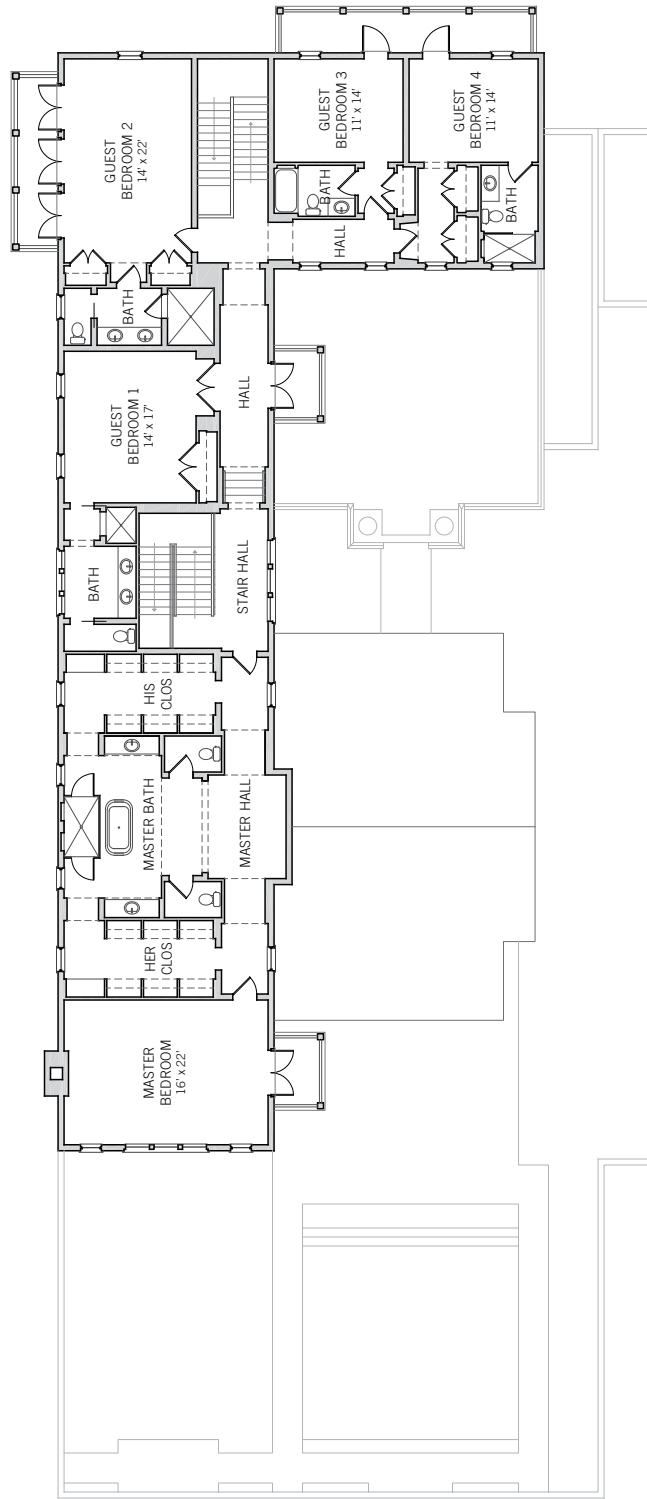 GUEST
BEDROOM 2
14' x 22'
GUEST
BEDROOM 3
11' x 14'
GUEST
BEDROOM 4
11' x 14'
BATH
BATH
HALL
BATH
GUEST
BEDROOM 1
14' x 17'
HALL
BATH
STAIR HALL
HIS
CLOS
MASTER BATH
MASTER HALL
HER
CLOS
MASTER
BEDROOM
16' x 22'